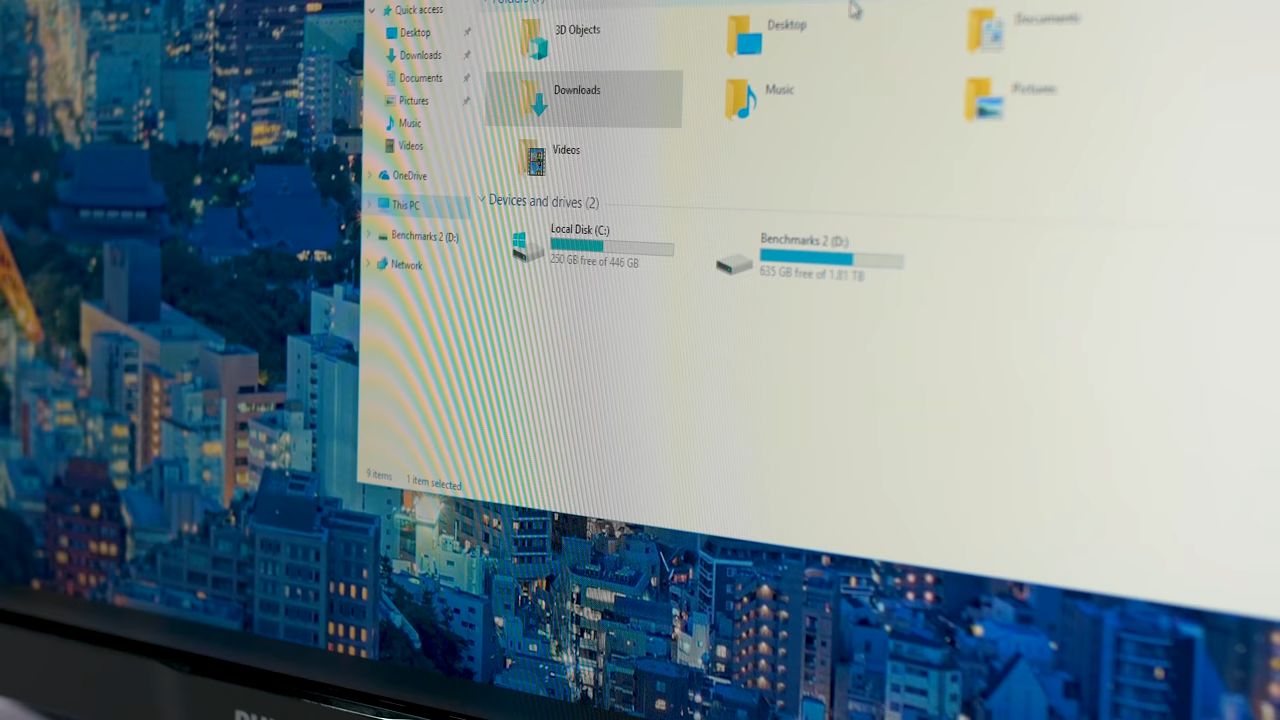 Quick access
Desktop
Downloads
Documents
Pictures
Music
Videos
OneDrive
This PC
Benchmarks 2 (D:)
Network
3D Objects
Desktop
Documents
Downloads
Music
Pictures
Videos
Devices and drives (2)
Local Disk (C:)
250 GB free of 446 GB
Benchmarks 2 (D:)
635 GB free of 1.81 TB
9 items
1 item selected